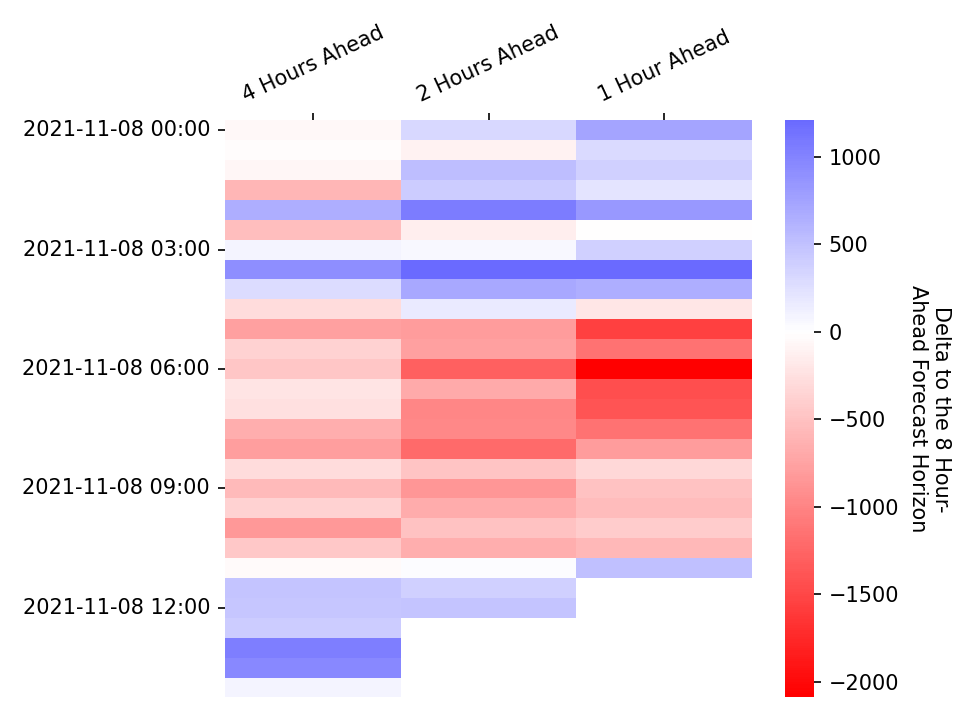 4 Hours Ahead
2 Hours Ahead
1 Hour Ahead
2021-11-08 00:00
2021-11-08 03:00
2021-11-08 06:00
2021-11-08 09:00
2021-11-08 12:00
1000
500
0
−500
−1000
−1500
−2000
Delta to the 8 Hour-
Ahead Forecast Horizon